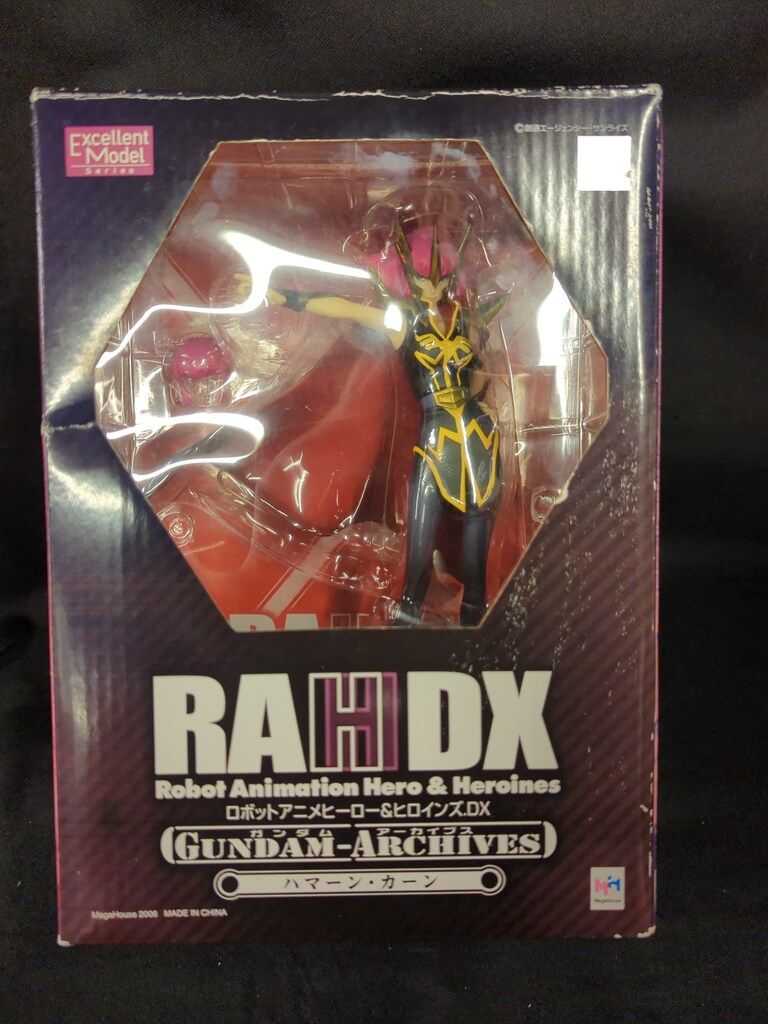 Excellent
Model
Series
©創通エージェンシー・サンライズ
RAH
RAHDX
Robot Animation Hero & Heroines
ロボットアニメヒーロー&ヒロインズ.DX
ガンダム アーカイブス
GUNDAM-ARCHIVES
ハマーン・カーン
MegaHouse
MegaHouse 2008 MADE IN CHINA